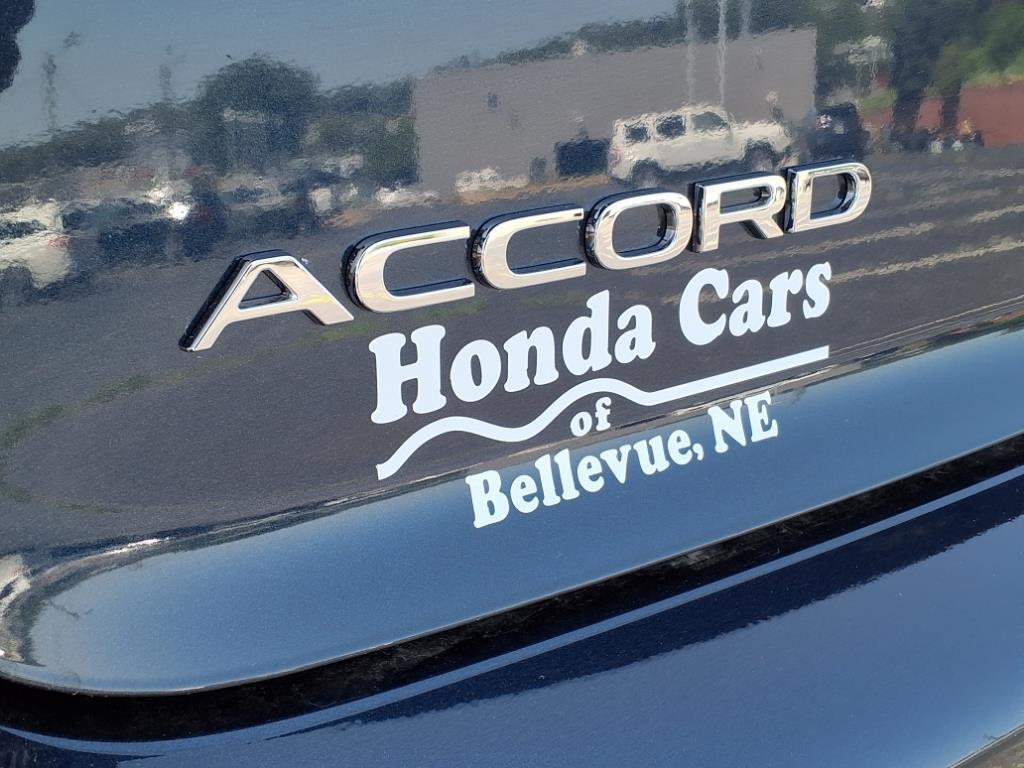 ACCORD
Honda Cars
of
Bellevue, NE